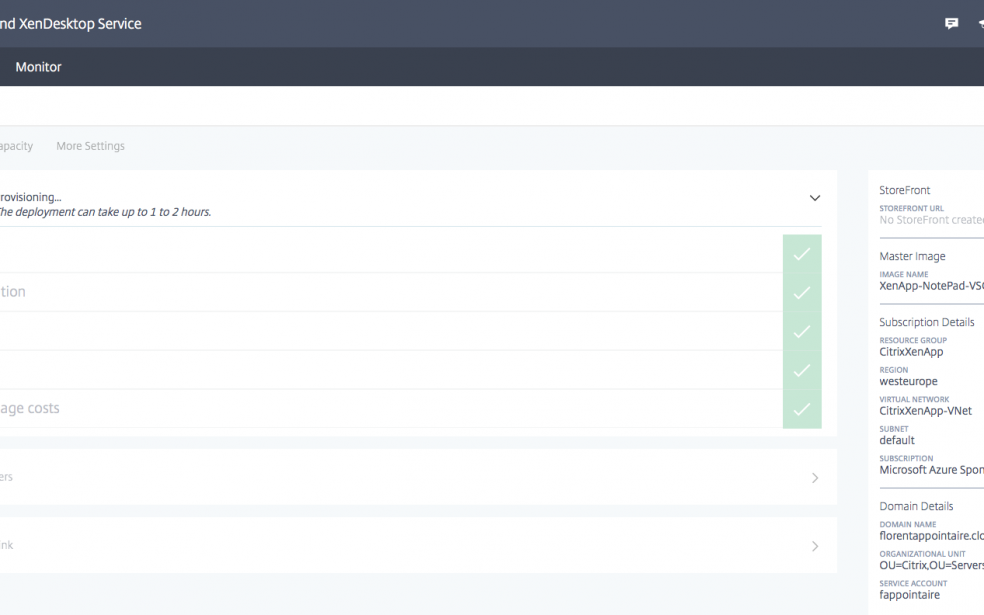 nd XenDesktop Service
Monitor
apacity More Settings
rovisioning...
The deployment can take up to 1 to 2 hours.
tion
age costs
ers
nk
StoreFront
STOREFRONT URL
No StoreFront create
Master Image
IMAGE NAME
XenApp-NotePad-VS
Subscription Details
RESOURCE GROUP
CitrixXenApp
REGION
westeurope
VIRTUAL NETWORK
CitrixXenApp-VNet
SUBNET
default
SUBSCRIPTION
Microsoft Azure Spon
Domain Details
DOMAIN NAME
florentappointaire.clo
ORGANIZATIONAL UNIT
OU=Citrix,OU=Servers
SERVICE ACCOUNT
fappointaire